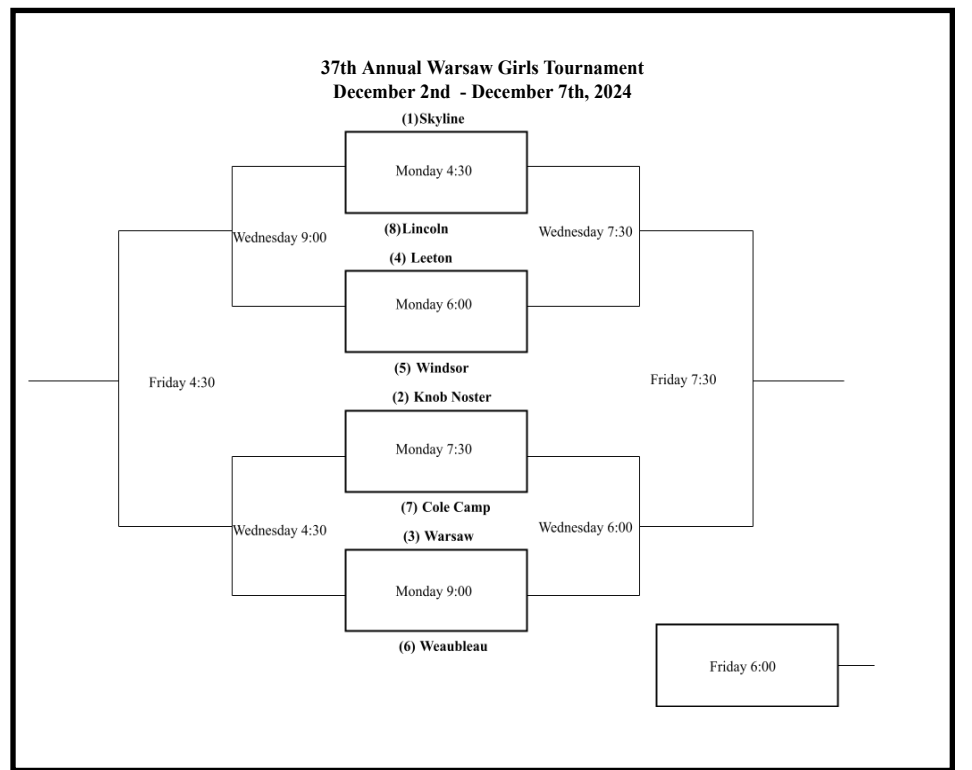 37th Annual Warsaw Girls Tournament
December 2nd - December 7th, 2024
(1)Skyline
Monday 4:30
(8)Lincoln
Wednesday 9:00
Wednesday 7:30
(4) Leeton
Monday 6:00
(5) Windsor
Friday 4:30
Friday 7:30
(2) Knob Noster
Monday 7:30
(7) Cole Camp
Wednesday 4:30
Wednesday 6:00
(3) Warsaw
Monday 9:00
(6) Weaubleau
Friday 6:00